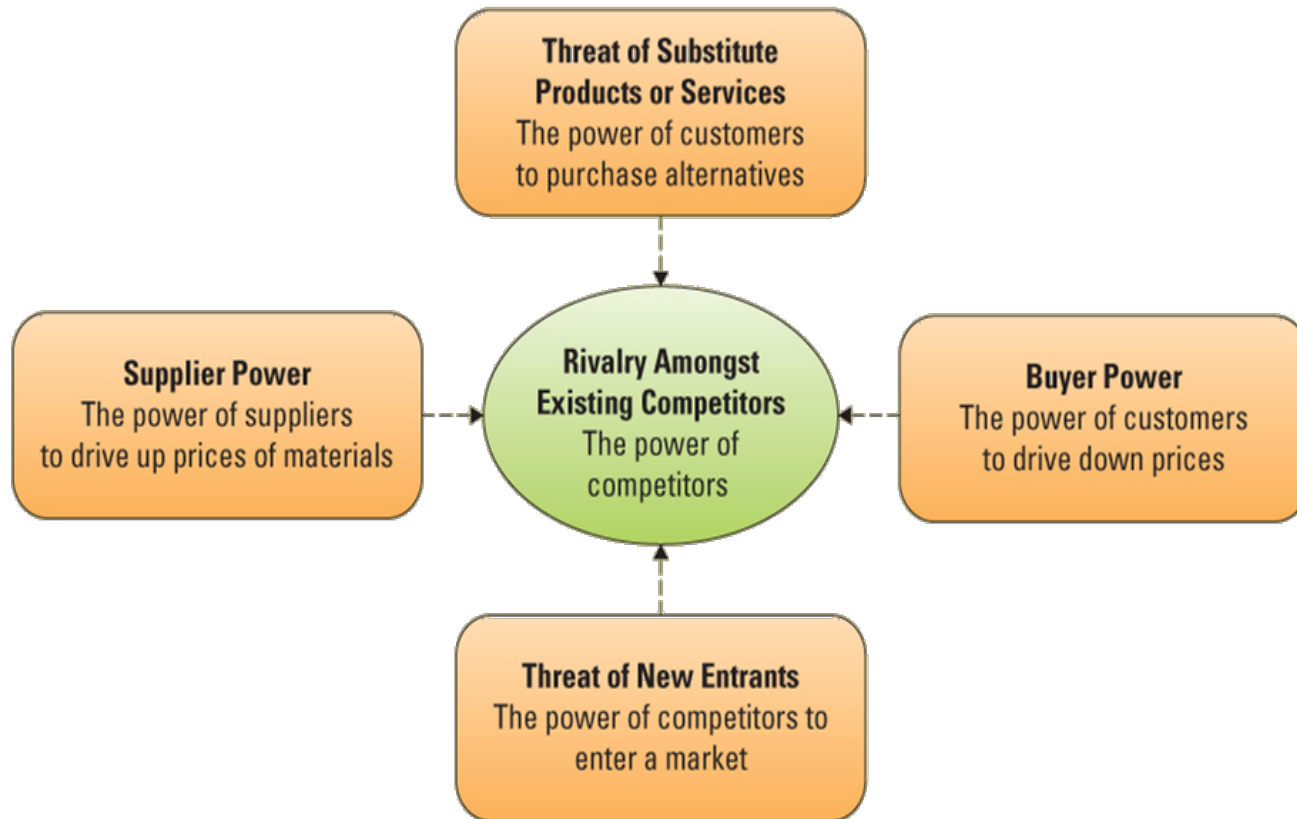 Threat of Substitute
Products or Services
The power of customers
to purchase alternatives
Supplier Power
The power of suppliers
to drive up prices of materials
Rivalry Amongst
Existing Competitors
The power of
competitors
Buyer Power
The power of customers
to drive down prices
Threat of New Entrants
The power of competitors to
enter a market